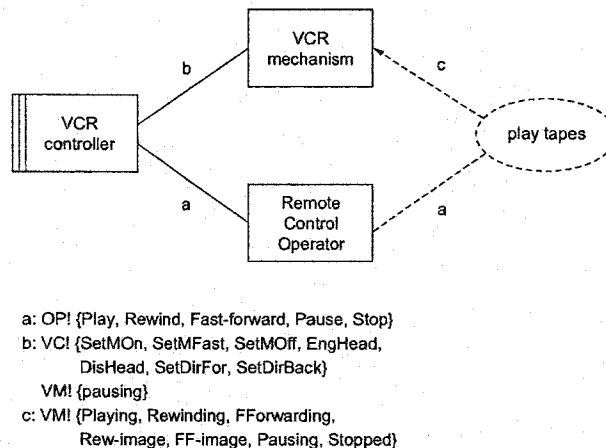 VCR
mechanism
b
c
VCR
controller
play tapes
a
a
Remote
Control
Operator
a: OP! {Play, Rewind, Fast-forward, Pause, Stop}
b: VC! {SetMOn, SetMFast, SetMOff, EngHead,
DisHead, SetDirFor, SetDirBack}
VM! {pausing}
c: VM! {Playing, Rewinding, FForwarding,
Rew-image, FF-image, Pausing, Stopped}